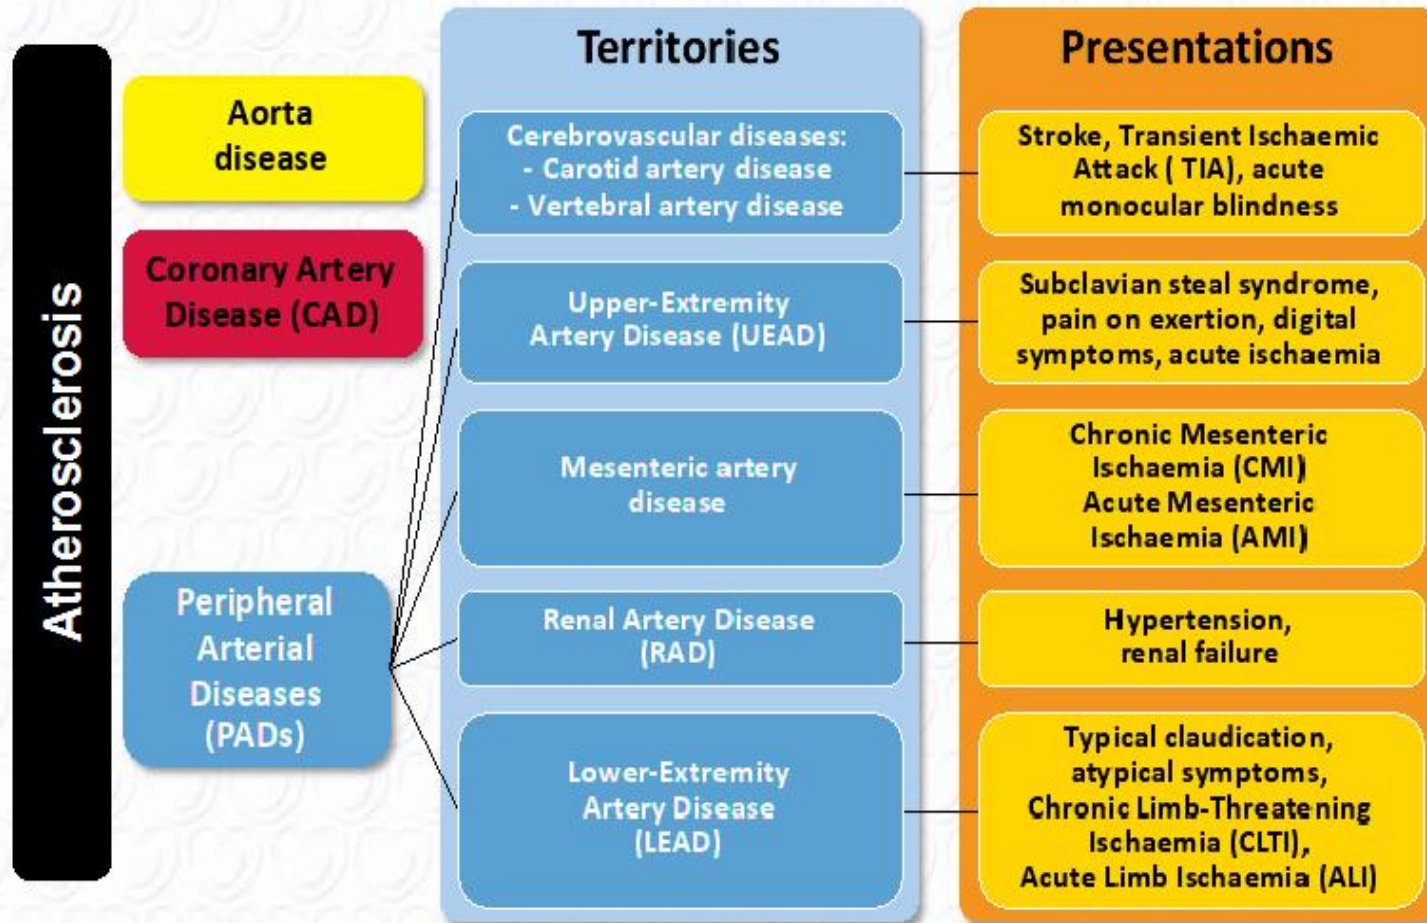 Atherosclerosis
Aorta
disease
Coronary Artery
Disease (CAD)
Peripheral
Arterial
Diseases
(PADs)
Territories
Cerebrovascular diseases:
- Carotid artery disease
- Vertebral artery disease
Upper-Extremity
Artery Disease (UEAD)
Mesenteric artery
disease
Renal Artery Disease
(RAD)
Lower-Extremity
Artery Disease
(LEAD)
Presentations
Stroke, Transient Ischaemic
Attack ( TIA), acute
monocular blindness
Subclavian steal syndrome,
pain on exertion, digital
symptoms, acute ischaemia
Chronic Mesenteric
Ischaemia (CMI)
Acute Mesenteric
Ischaemia (AMI)
Hypertension,
renal failure
Typical claudication,
atypical symptoms,
Chronic Limb-Threatening
Ischaemia (CLTI),
Acute Limb Ischaemia (ALI)